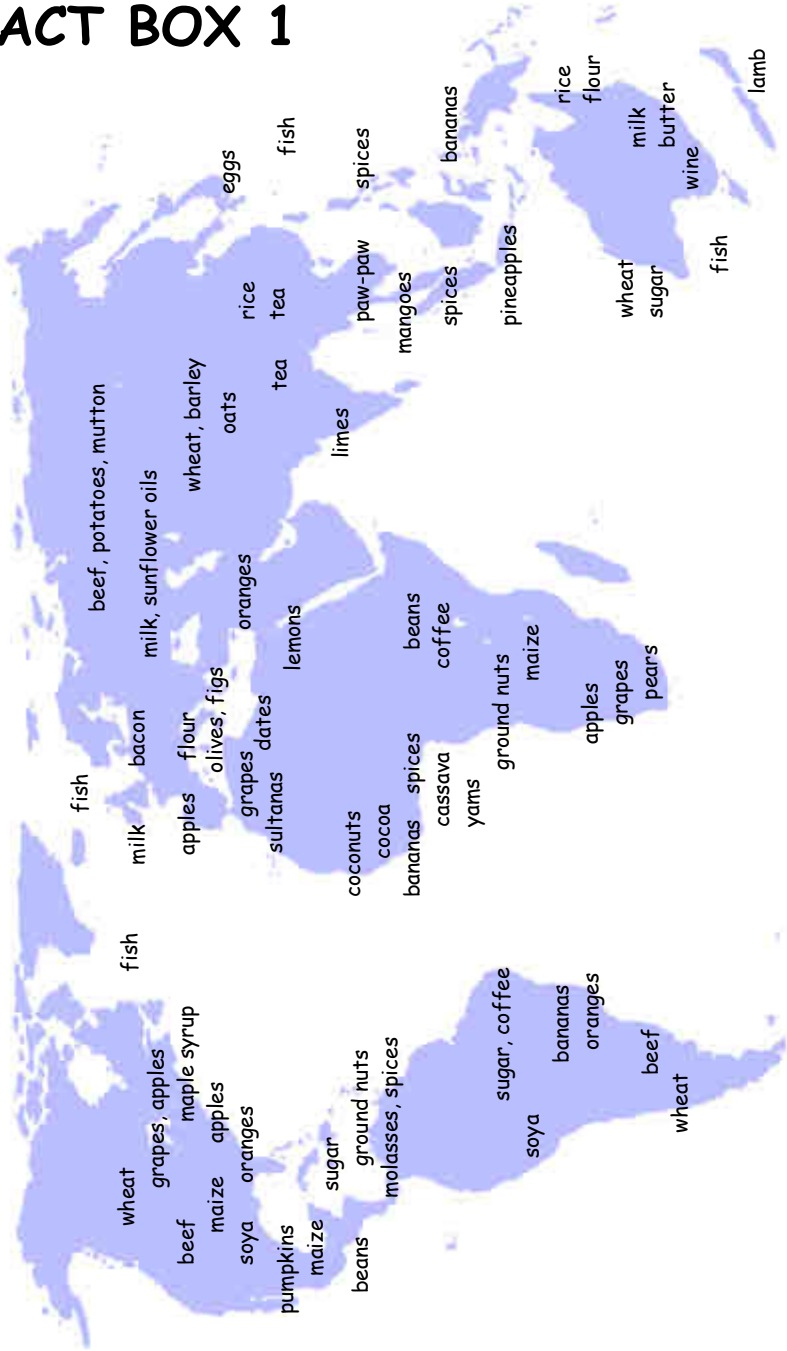 ACT BOX 1
fish
beef, potatoes, mutton
fish
milk
bacon
milk, sunflower oils
wheat
grapes, apples
beef
maple syrup
apples
flour
wheat, barley
maize
apples
olives, figs
oats
eggs
soya
oranges
grapes
dates
oranges
rice
sultanas
tea
tea
fish
pumpkins
lemons
maize
sugar
limes
beans
ground nuts
coconuts
paw-paw
spices
molasses, spices
cocoa
mangoes
bananas
spices
beans
coffee
cassava
spices
bananas
yams
sugar, coffee
ground nuts
pineapples
soya
maize
bananas
oranges
apples
rice
flour
grapes
wheat
sugar
milk
butter
beef
pears
wheat
wine
fish
lamb